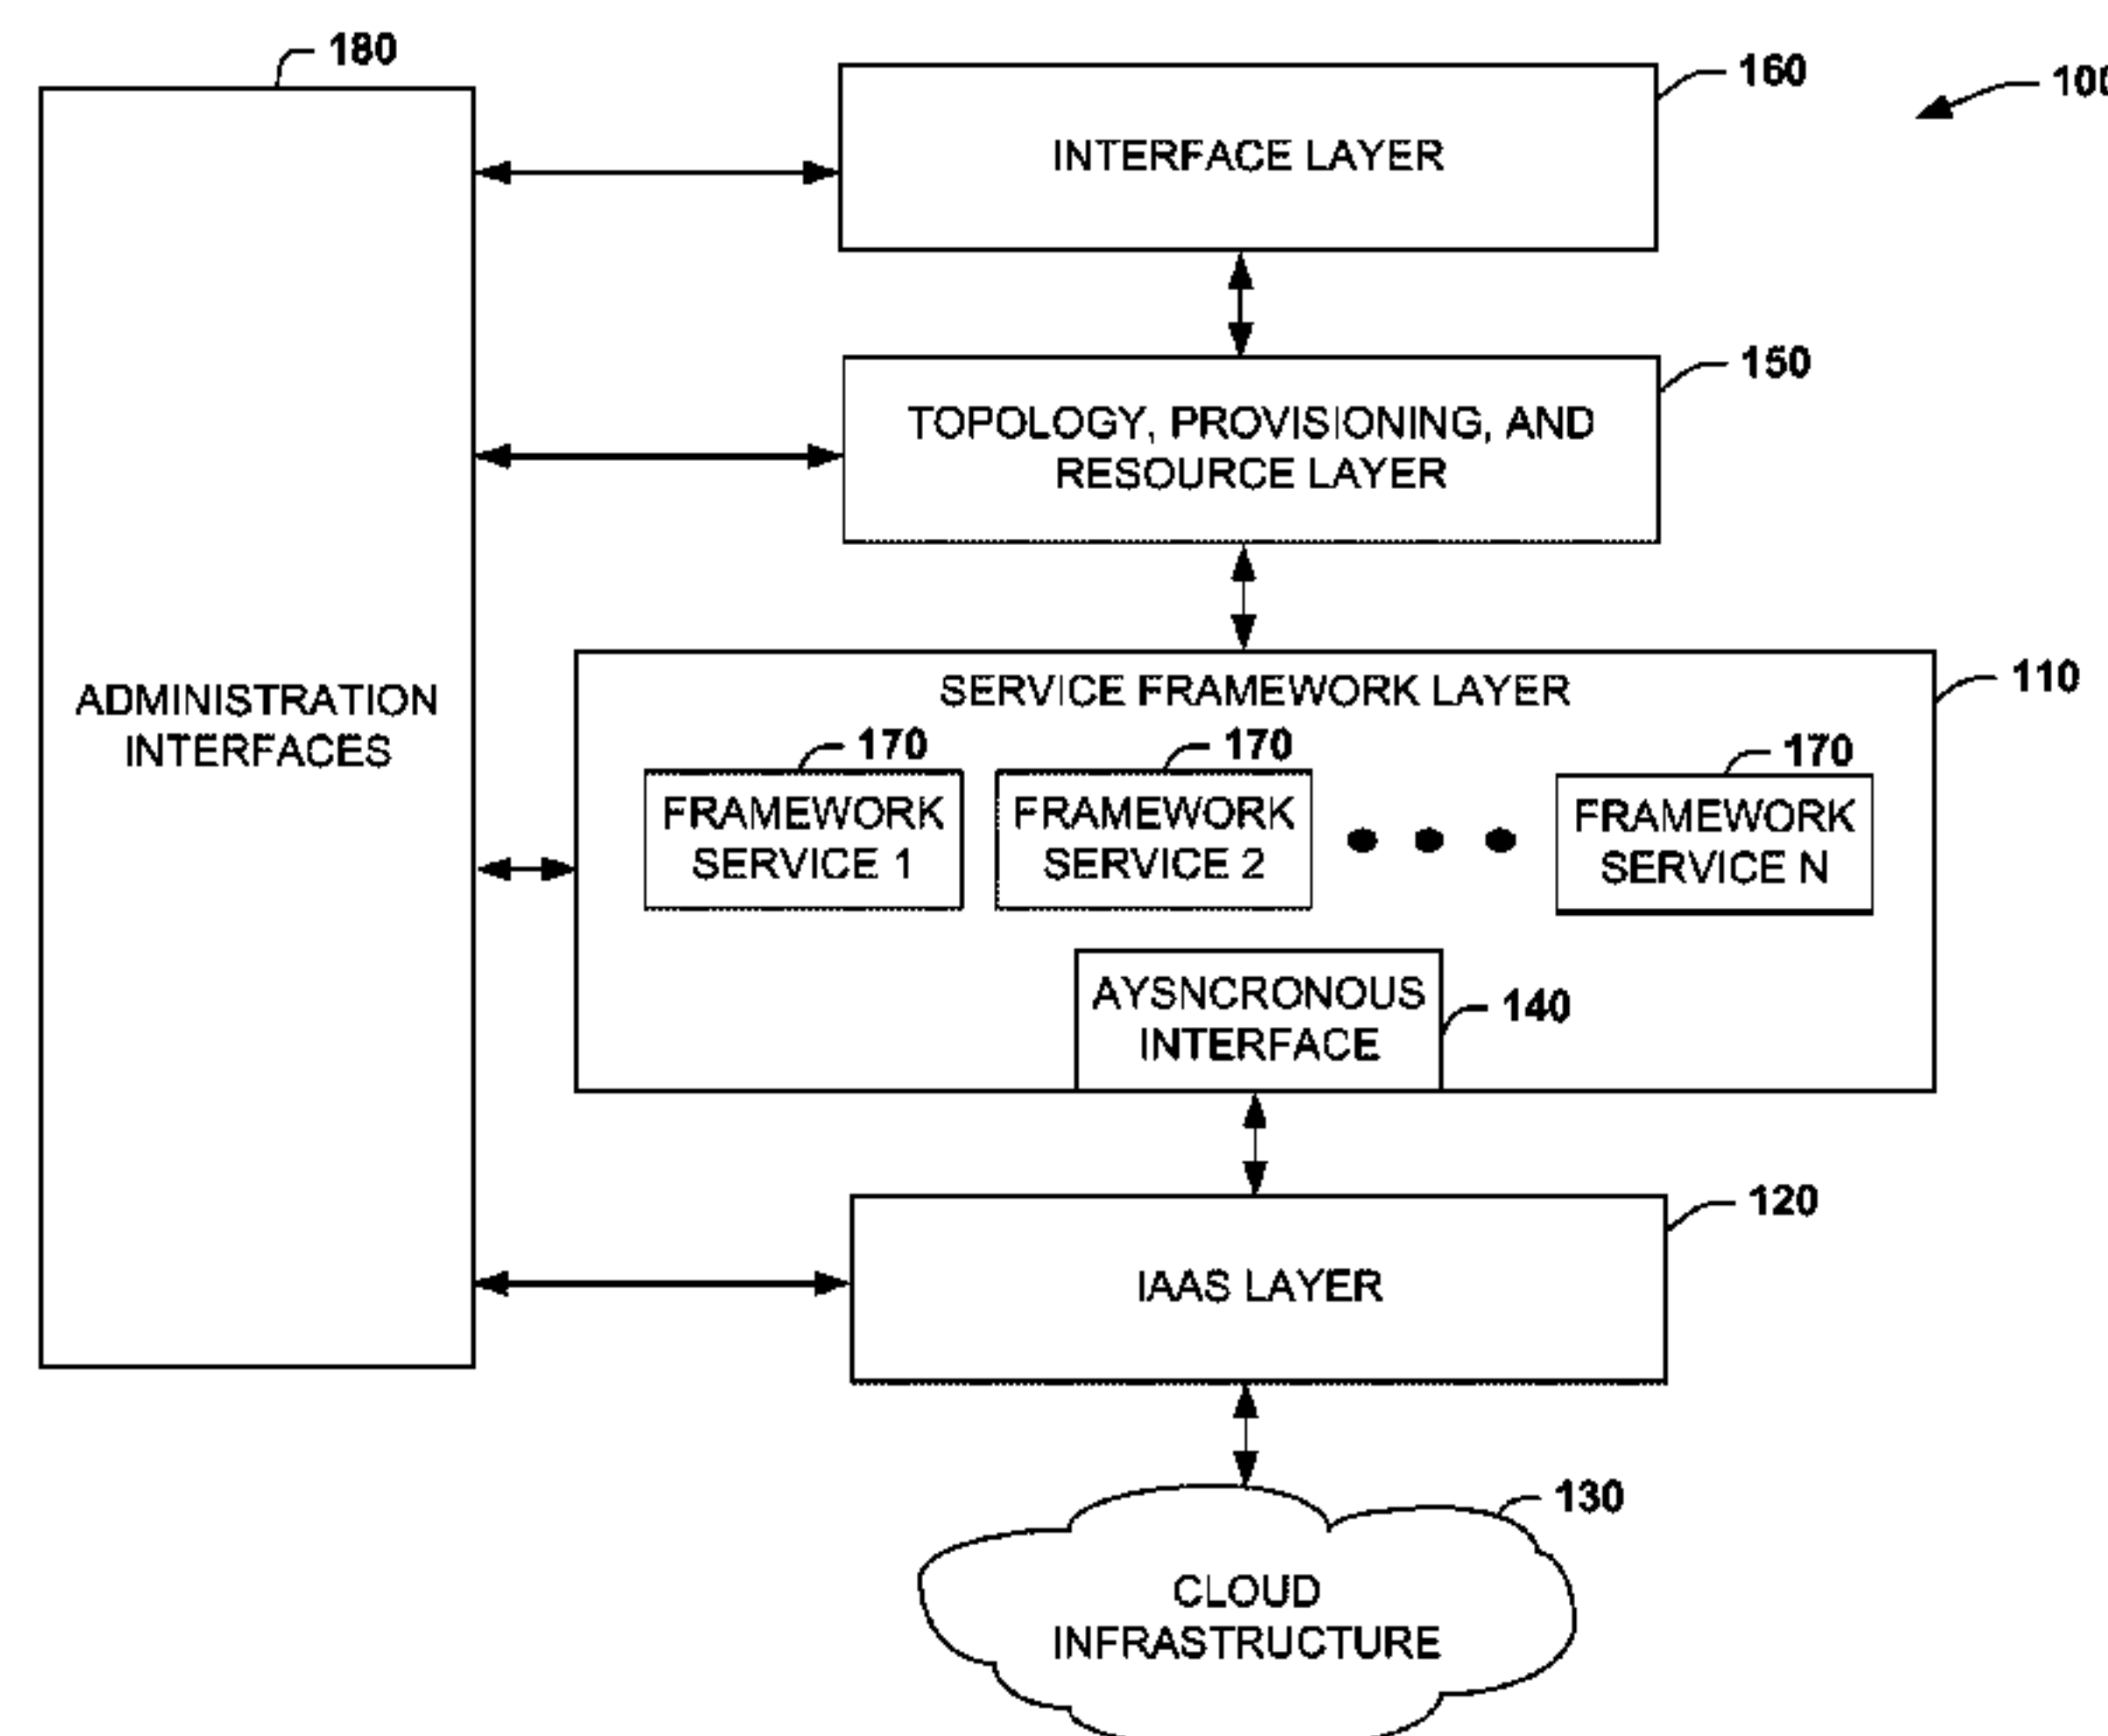 180
160
100
INTERFACE LAYER
150
TOPOLOGY, PROVISIONING, AND
RESOURCE LAYER
ADMINISTRATION
INTERFACES
110
SERVICE FRAMEWORK LAYER
170
170
170
FRAMEWORK
SERVICE 1
FRAMEWORK
SERVICE 2
FRAMEWORK
SERVICE N
AYSNCRONOUS
INTERFACE
140
120
IAAS LAYER
130
CLOUD
INFRASTRUCTURE